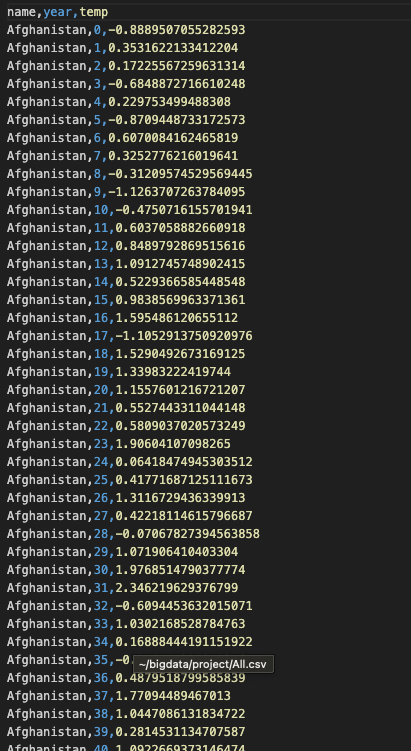 name,year,temp
Afghanistan,0,-0.8889507055282593
Afghanistan,1,0.3531622133412204
Afghanistan,2,0.17225567259631314
Afghanistan,3,-0.6848872716610248
Afghanistan,4,0.229753499488308
Afghanistan,5,-0.8709448733172573
Afghanistan,6,0.6070084162465819
Afghanistan,7,0.3252776216019641
Afghanistan,8,-0.31209574529569445
Afghanistan,9,-1.1263707263784095
Afghanistan,10,-0.4750716155701941
Afghanistan,11,0.6037058882660918
Afghanistan,12,0.8489792869515616
Afghanistan,13,1.0912745748902415
Afghanistan,14,0.5229366585448548
Afghanistan,15,0.9838569963371361
Afghanistan,16,1.595486120655112
Afghanistan,17,-1.1052913750920976
Afghanistan,18,1.5290492673169125
Afghanistan,19,1.33983222419744
Afghanistan,20,1.1557601216721207
Afghanistan,21,0.5527443311044148
Afghanistan,22,0.5809037020573249
Afghanistan,23,1.90604107098265
Afghanistan,24,0.06418474945303512
Afghanistan,25,0.41771687125111673
Afghanistan,26,1.3116729436339913
Afghanistan,27,0.42218114615796687
Afghanistan,28,-0.07067827394563858
Afghanistan,29,1.071906410403304
Afghanistan,30,1.9768514790377774
Afghanistan,31,2.346219629376799
Afghanistan,32,-0.6094453632015071
Afghanistan,33,1.0302168528784763
Afghanistan,34,0.16888444191151922
Afghanistan,35,-0 ~/bigdata/project/All.csv
Afghanistan,36,0.4879518799585839
Afghanistan,37,1.77094489467013
Afghanistan,38,1.0447086131834722
Afghanistan,39,0.2814531134707587
Afghanistan,40,1.0922669373146474